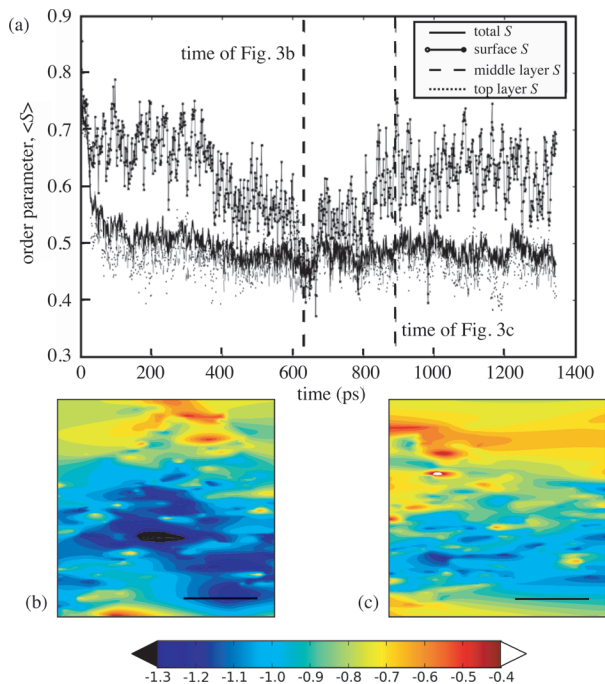 (a)
0.9
0.8
0.7
0.6
0.5
0.4
0.3
order parameter, <S>
time of Fig. 3b
total S
surface S
middle layer S
top layer S
time of Fig. 3c
0 200 400 600 800 1000 1200 1400
time (ps)
(b)
(c)
-1.3 -1.2 -1.1 -1.0 -0.9 -0.8 -0.7 -0.6 -0.5 -0.4